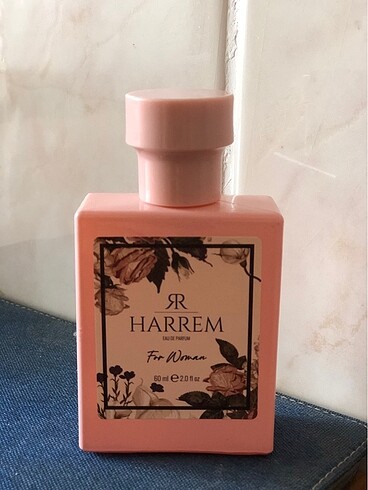 RR
HARREM
EAU DE PARFUM
For Woman
60 ml ℮ 2.0 fl oz